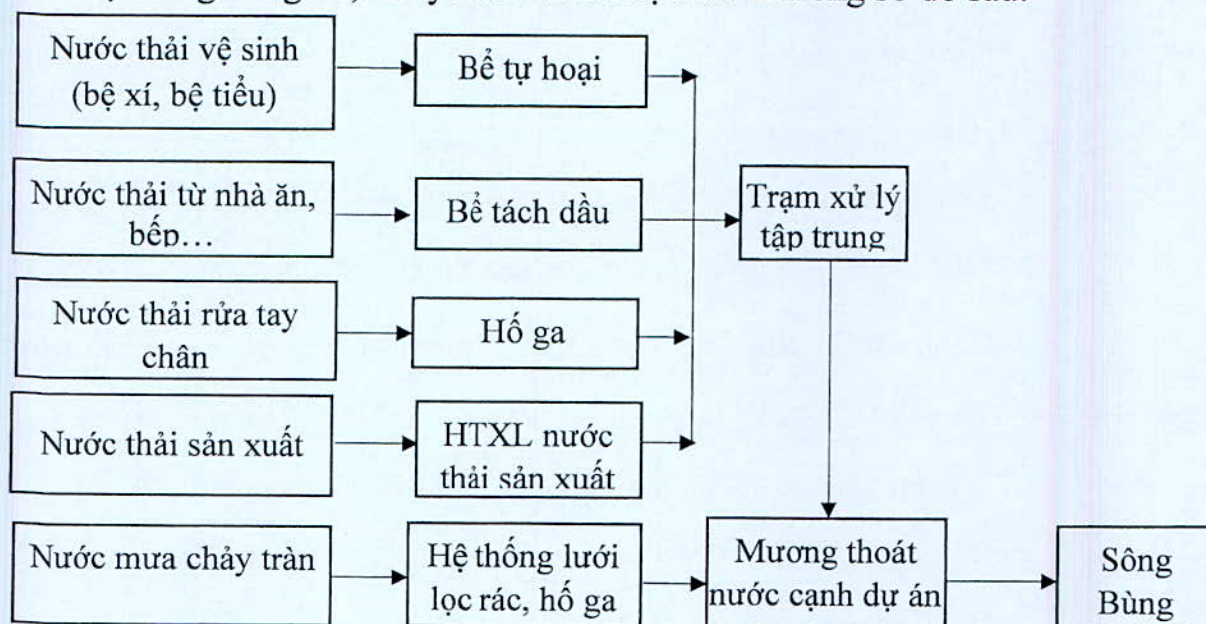 sơ đồ sau:
Nước thải vệ sinh
(bệ xí, bệ tiểu)
Bể tự hoại
Nước thải từ nhà ăn,
bếp...
Bể tách dầu
Trạm xử lý
tập trung
Nước thải rửa tay
chân
Hố ga
Nước thải sản xuất
HTXL nước
thải sản xuất
Nước mưa chảy tràn
Hệ thống lưới
lọc rác, hố ga
Mương thoát
nước cạnh dự án
Sông
Bùng